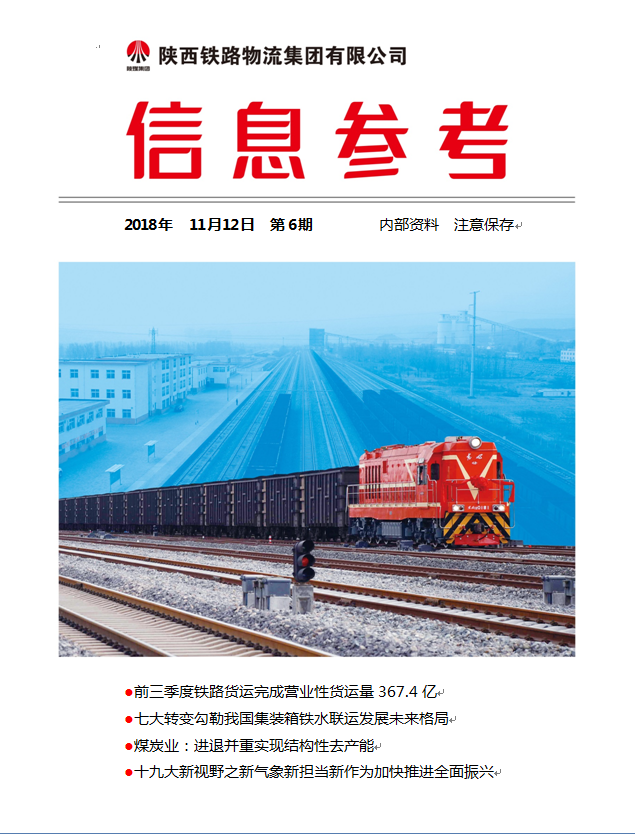 陕煤集团
陕西铁路物流集团有限公司
信息参考
2018年 11月12日 第6期 内部资料 注意保存
●前三季度铁路货运完成营业性货运量 367.4 亿
●七大转变勾勒我国集装箱铁水联运发展未来格局
●煤炭业：进退并重实现结构性去产能
●十九大新视野之新气象新担当新作为加快推进全面振兴